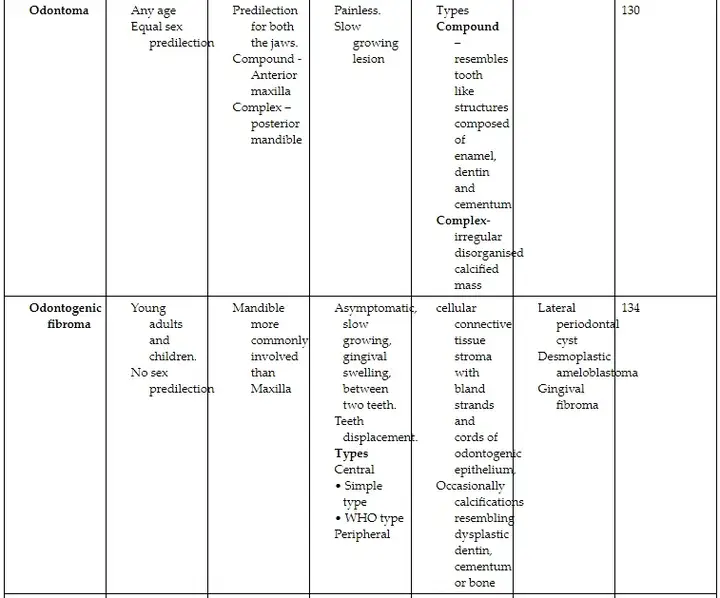 Odontoma
Any age
Equal sex
predilection
Predilection
for both
the jaws.
Compound -
Anterior
maxilla
Complex –
posterior
mandible
Painless.
Slow
growing
lesion
Types
Compound
–
resembles
tooth
like
structures
composed
of
enamel,
dentin
and
cementum
Complex-
irregular
disorganised
calcified
mass
130
Odontogenic
fibroma
Young
adults
and
children.
No sex
predilection
Mandible
more
commonly
involved
than
Maxilla
Asymptomatic,
slow
growing,
gingival
swelling,
between
two teeth.
Teeth
displacement.
Types
Central
• Simple
type
• WHO type
Peripheral
cellular
connective
tissue
stroma
with
bland
strands
and
cords of
odontogenic
epithelium,
Occasionally
calcifications
resembling
dysplastic
dentin,
cementum
or bone
Lateral
periodontal
cyst
Desmoplastic
ameloblastoma
Gingival
fibroma
134